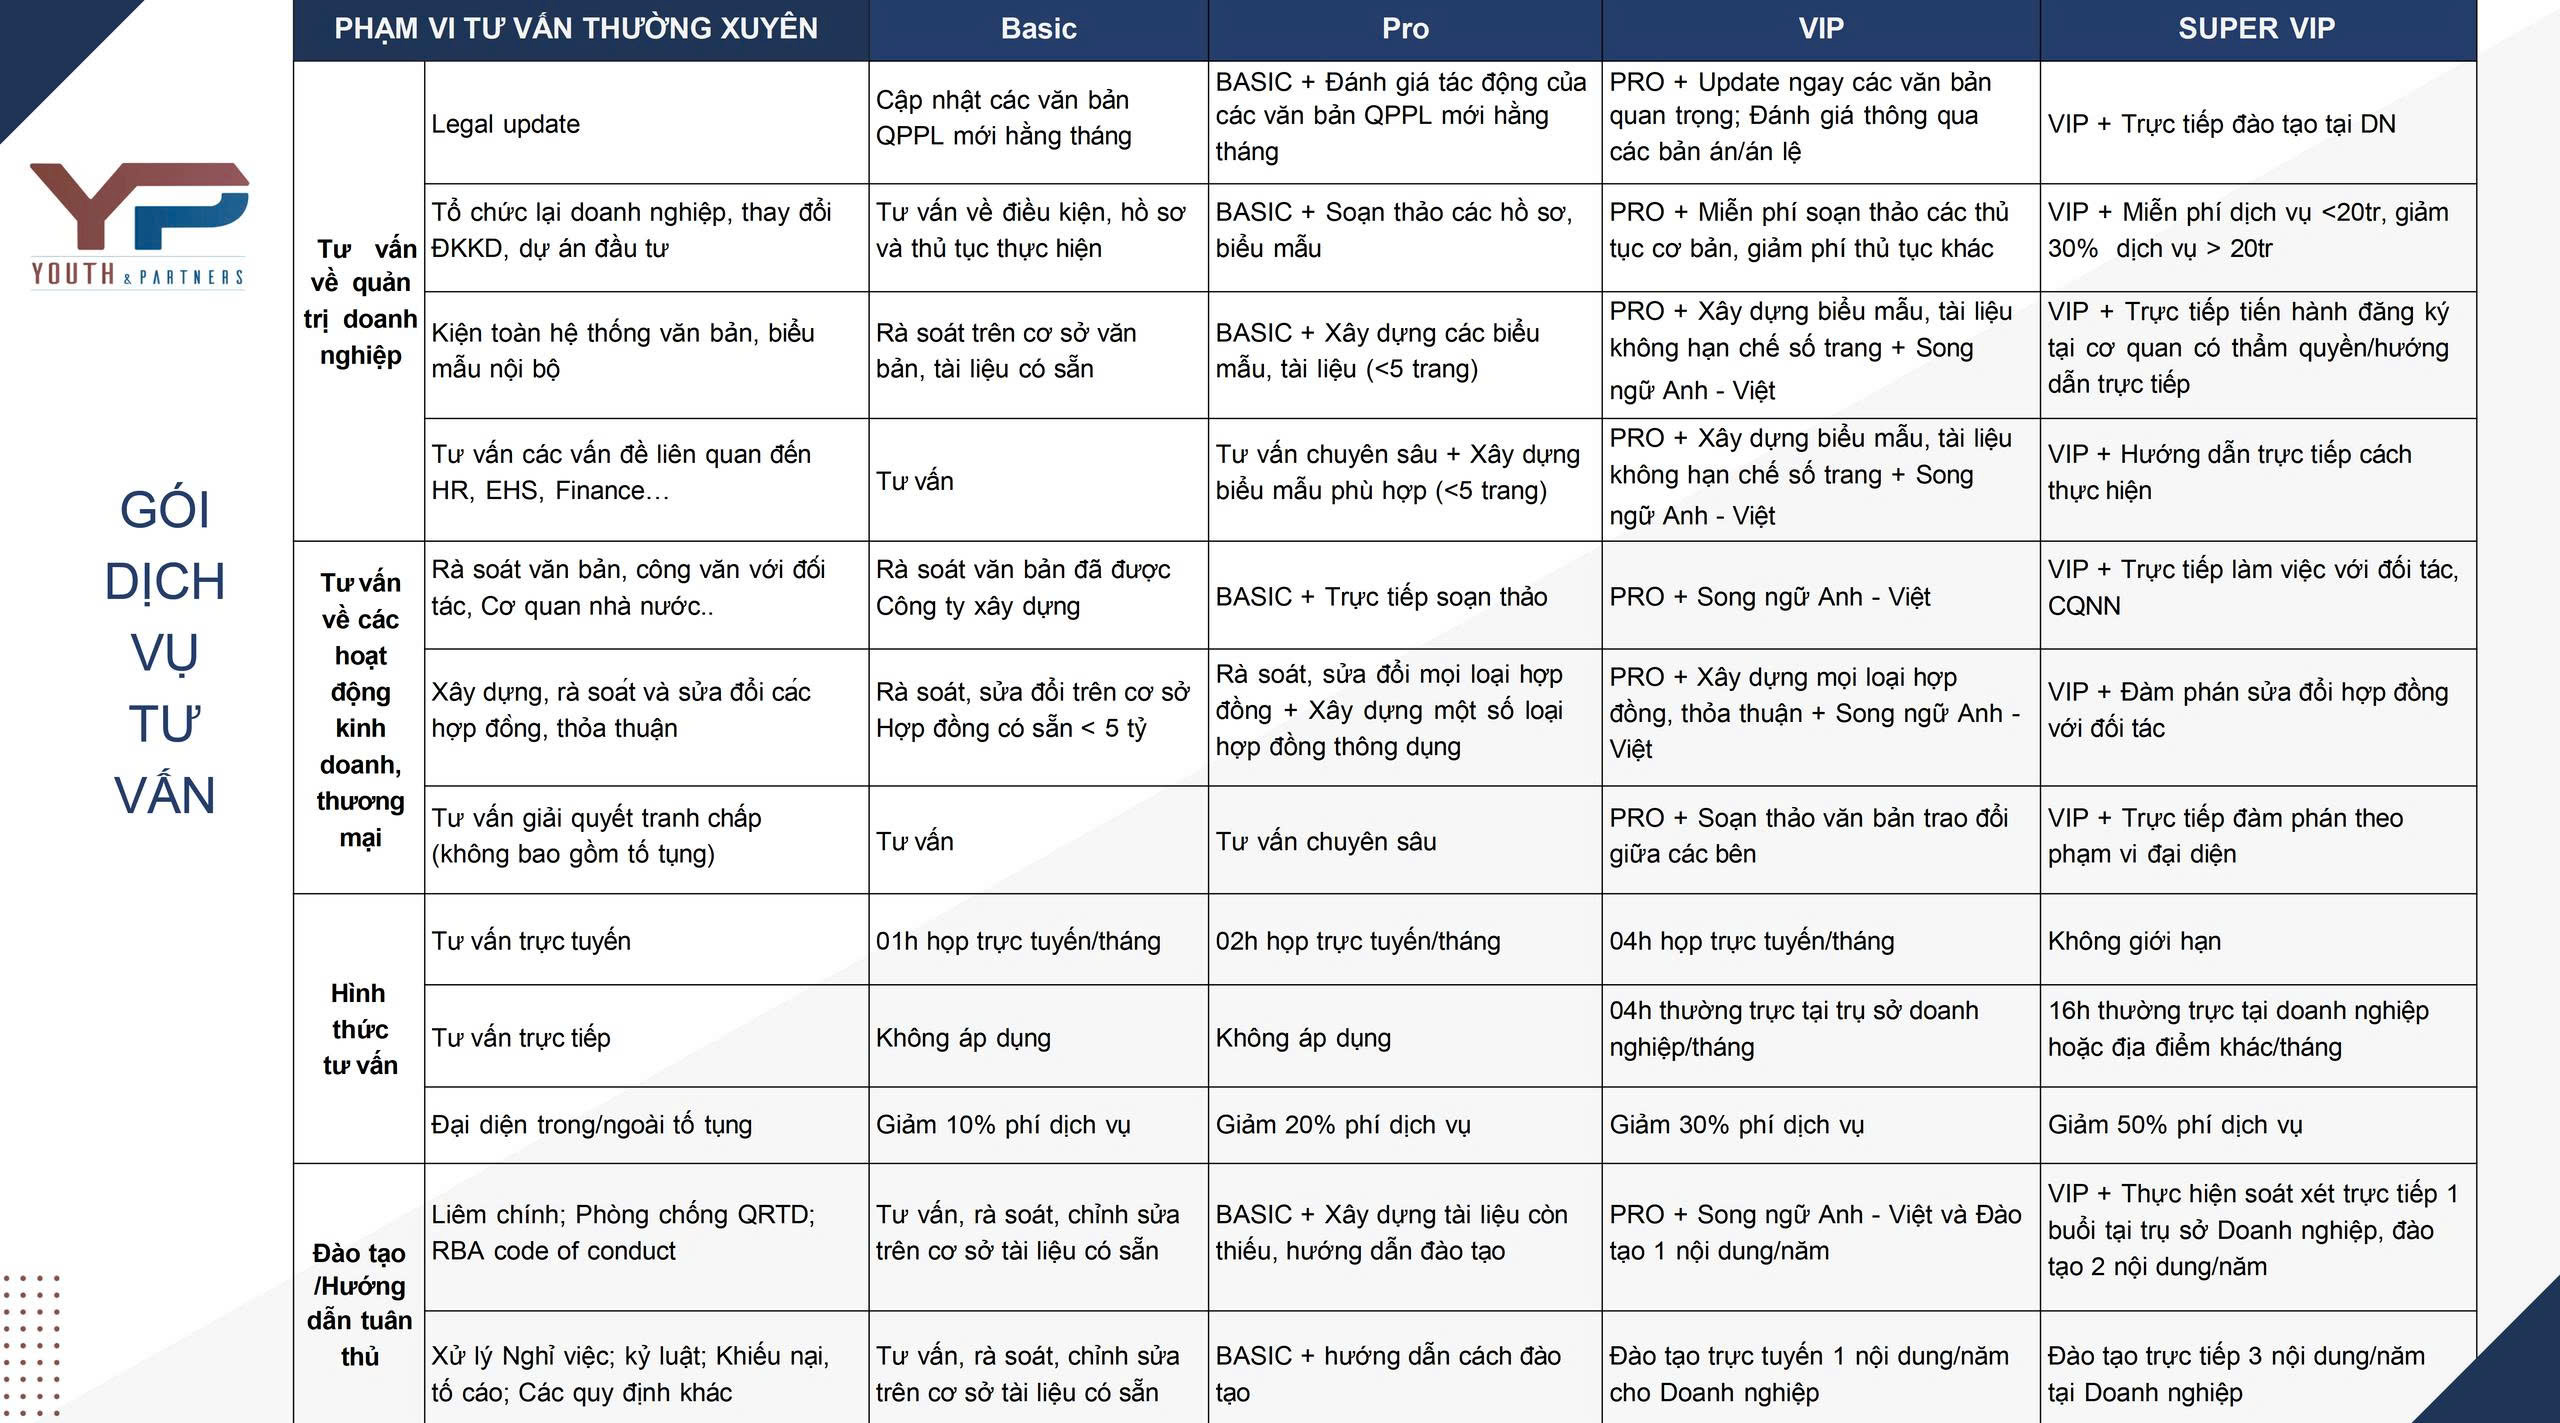 YP
YOUTH & PARTNERS
GÓI
DỊCH
VỤ
TƯ
VẤN
PHẠM VI TƯ VẤN THƯỜNG XUYÊN
Basic
Pro
VIP
SUPER VIP
Tư vấn
về quản
trị doanh
nghiệp
Legal update
Cập nhật các văn bản
QPPL mới hằng tháng
BASIC + Đánh giá tác động của
các văn bản QPPL mới hằng
tháng
PRO + Update ngay các văn bản
quan trọng; Đánh giá thông qua
các bản án/án lệ
VIP + Trực tiếp đào tạo tại DN
Tổ chức lại doanh nghiệp, thay đổi
ĐKKD, dự án đầu tư
Tư vấn về điều kiện, hồ sơ
và thủ tục thực hiện
BASIC + Soạn thảo các hồ sơ,
biểu mẫu
PRO + Miễn phí soạn thảo các thủ
tục cơ bản, giảm phí thủ tục khác
VIP + Miễn phí dịch vụ <20tr, giảm
30% dịch vụ > 20tr
Kiện toàn hệ thống văn bản, biểu
mẫu nội bộ
Rà soát trên cơ sở văn
bản, tài liệu có sẵn
BASIC + Xây dựng các biểu
mẫu, tài liệu (<5 trang)
PRO + Xây dựng biểu mẫu, tài liệu
không hạn chế số trang + Song
ngữ Anh - Việt
VIP + Trực tiếp tiến hành đăng ký
tại cơ quan có thẩm quyền/hướng
dẫn trực tiếp
Tư vấn các vấn đề liên quan đến
HR, EHS, Finance…
Tư vấn
Tư vấn chuyên sâu + Xây dựng
biểu mẫu phù hợp (<5 trang)
PRO + Xây dựng biểu mẫu, tài liệu
không hạn chế số trang + Song
ngữ Anh - Việt
VIP + Hướng dẫn trực tiếp cách
thực hiện
Tư vấn
về các
hoạt
động
kinh
doanh,
thương
mại
Rà soát văn bản, công văn với đối
tác, Cơ quan nhà nước..
Rà soát văn bản đã được
Công ty xây dựng
BASIC + Trực tiếp soạn thảo
PRO + Song ngữ Anh - Việt
VIP + Trực tiếp làm việc với đối tác,
CQNN
Xây dựng, rà soát và sửa đổi các
hợp đồng, thỏa thuận
Rà soát, sửa đổi trên cơ sở
Hợp đồng có sẵn < 5 tỷ
Rà soát, sửa đổi mọi loại hợp
đồng + Xây dựng một số loại
hợp đồng thông dụng
PRO + Xây dựng mọi loại hợp
đồng, thỏa thuận + Song ngữ Anh -
Việt
VIP + Đàm phán sửa đổi hợp đồng
với đối tác
Tư vấn giải quyết tranh chấp
(không bao gồm tố tụng)
Tư vấn
Tư vấn chuyên sâu
PRO + Soạn thảo văn bản trao đổi
giữa các bên
VIP + Trực tiếp đàm phán theo
phạm vi đại diện
Hình
thức
tư vấn
Tư vấn trực tuyến
01h họp trực tuyến/tháng
02h họp trực tuyến/tháng
04h họp trực tuyến/tháng
Không giới hạn
Tư vấn trực tiếp
Không áp dụng
Không áp dụng
04h thường trực tại trụ sở doanh
nghiệp/tháng
16h thường trực tại doanh nghiệp
hoặc địa điểm khác/tháng
Đại diện trong/ngoài tố tụng
Giảm 10% phí dịch vụ
Giảm 20% phí dịch vụ
Giảm 30% phí dịch vụ
Giảm 50% phí dịch vụ
Đào tạo
/Hướng
dẫn tuân
thủ
Liêm chính; Phòng chống QRTD;
RBA code of conduct
Tư vấn, rà soát, chỉnh sửa
trên cơ sở tài liệu có sẵn
BASIC + Xây dựng tài liệu còn
thiếu, hướng dẫn đào tạo
PRO + Song ngữ Anh - Việt và Đào
tạo 1 nội dung/năm
VIP + Thực hiện soát xét trực tiếp 1
buổi tại trụ sở Doanh nghiệp, đào
tạo 2 nội dung/năm
Xử lý Nghỉ việc; kỷ luật; Khiếu nại,
tố cáo; Các quy định khác
Tư vấn, rà soát, chỉnh sửa
trên cơ sở tài liệu có sẵn
BASIC + hướng dẫn cách đào
tạo
Đào tạo trực tuyến 1 nội dung/năm
cho Doanh nghiệp
Đào tạo trực tiếp 3 nội dung/năm
tại Doanh nghiệp